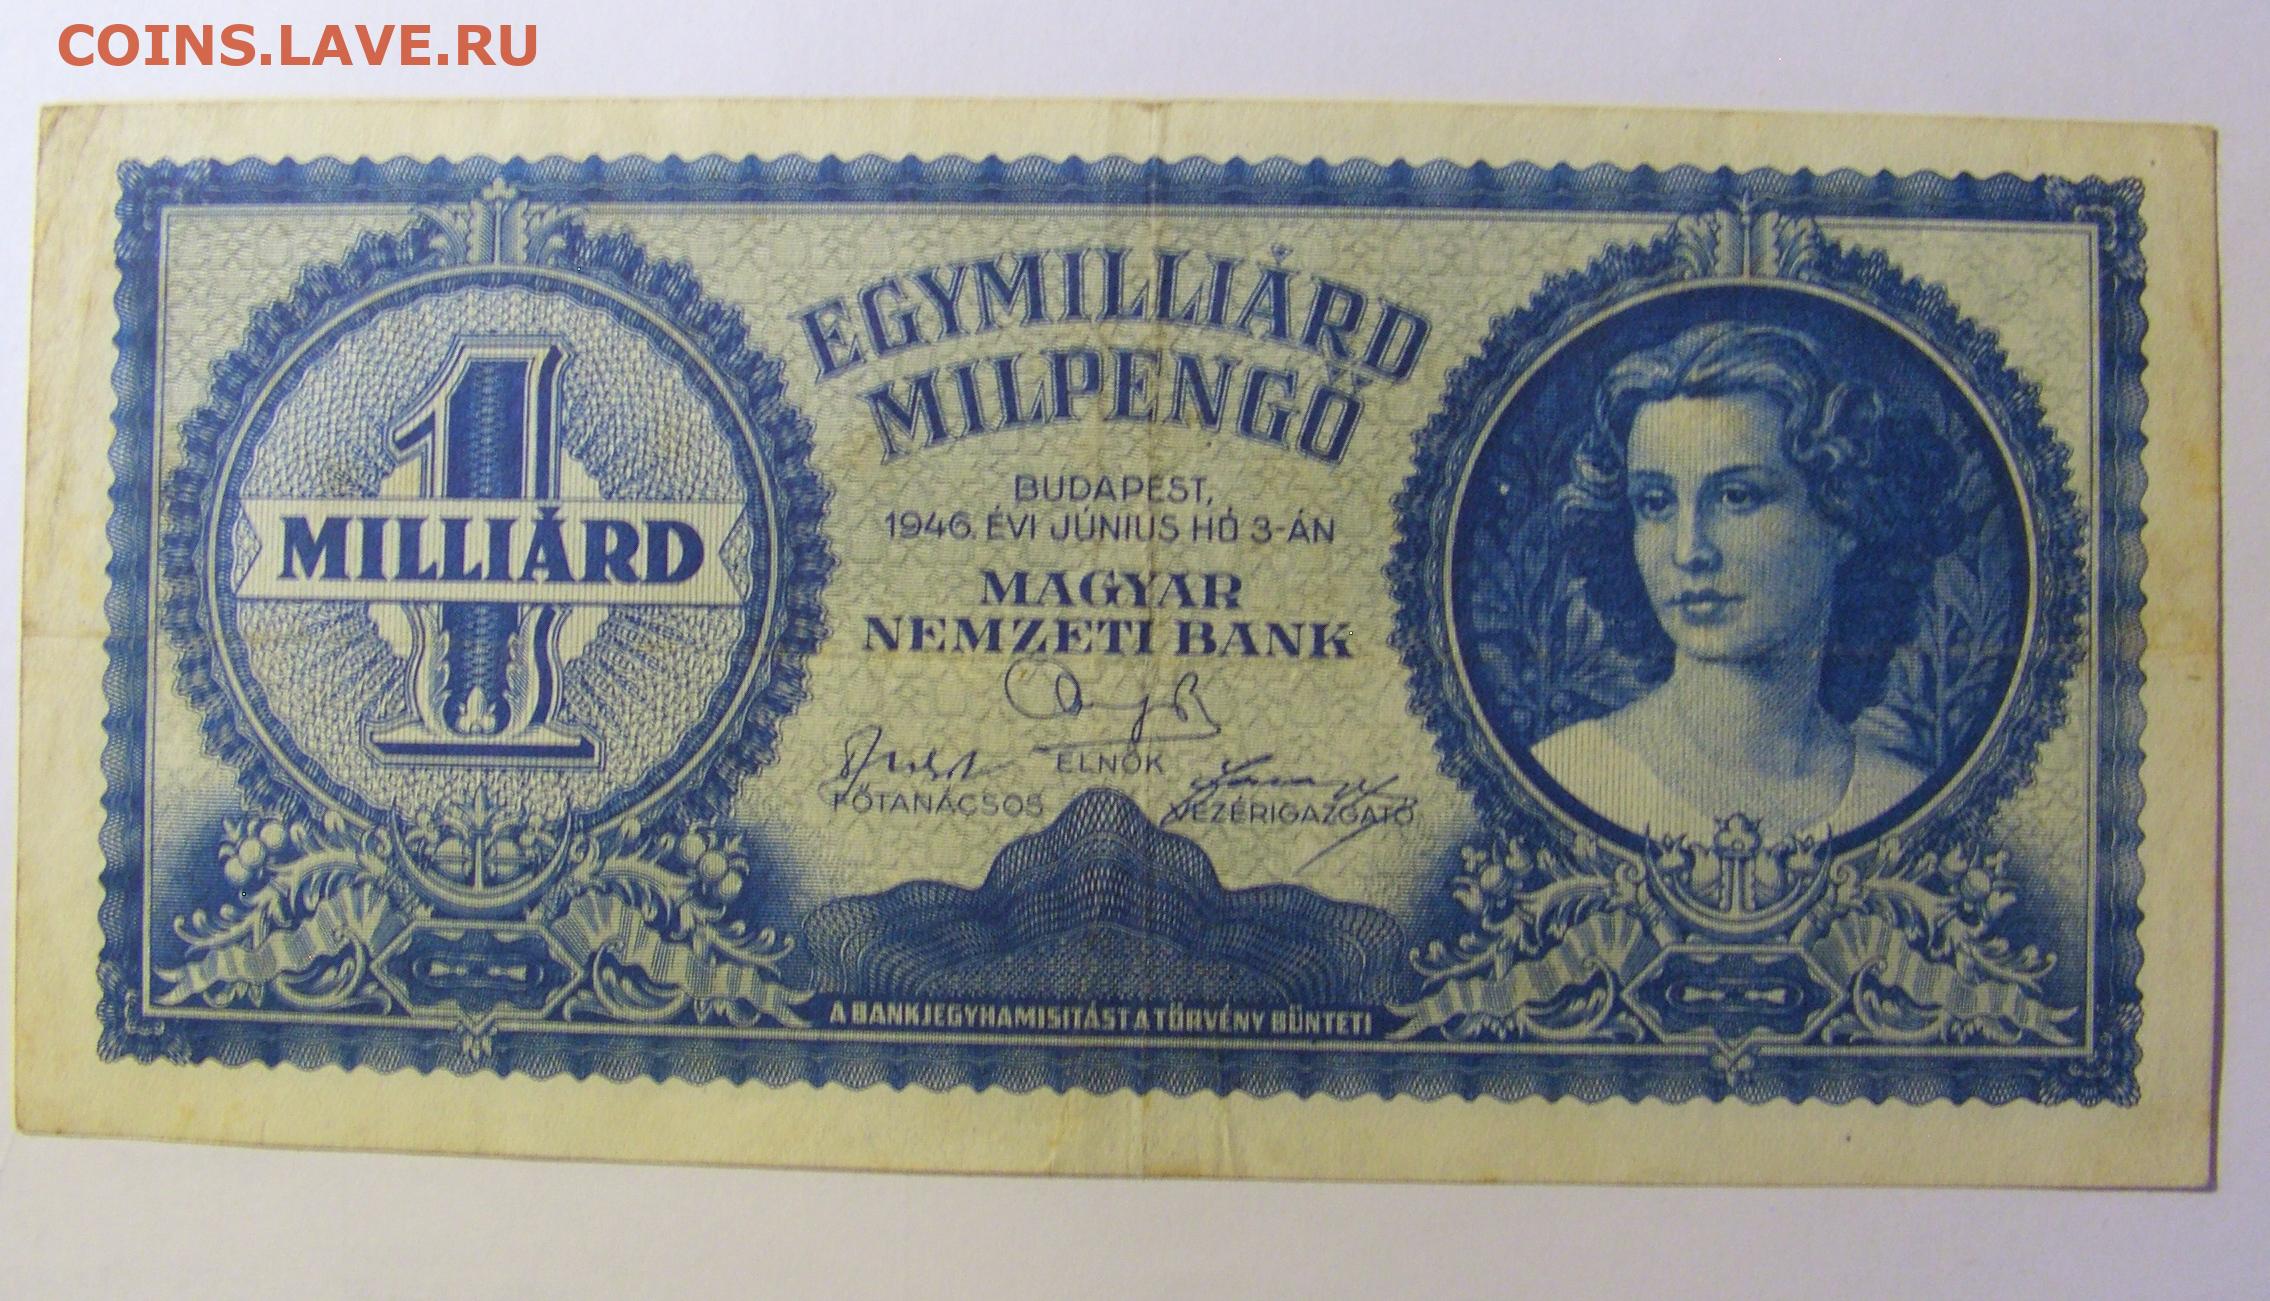 COINS.LAVE.RU
1
MILLIÁRD
EGYMILLIÁRD
MILPENGŐ
BUDAPEST,
1946. ÉVI JÚNIUS HÓ 3-ÁN
MAGYAR
NEMZETI BANK
ELNÖK
FŐTANÁCSOS
VEZÉRIGAZGATÓ
A BANKJEGYHAMISITÁST A TÖRVÉNY BÜNTETI